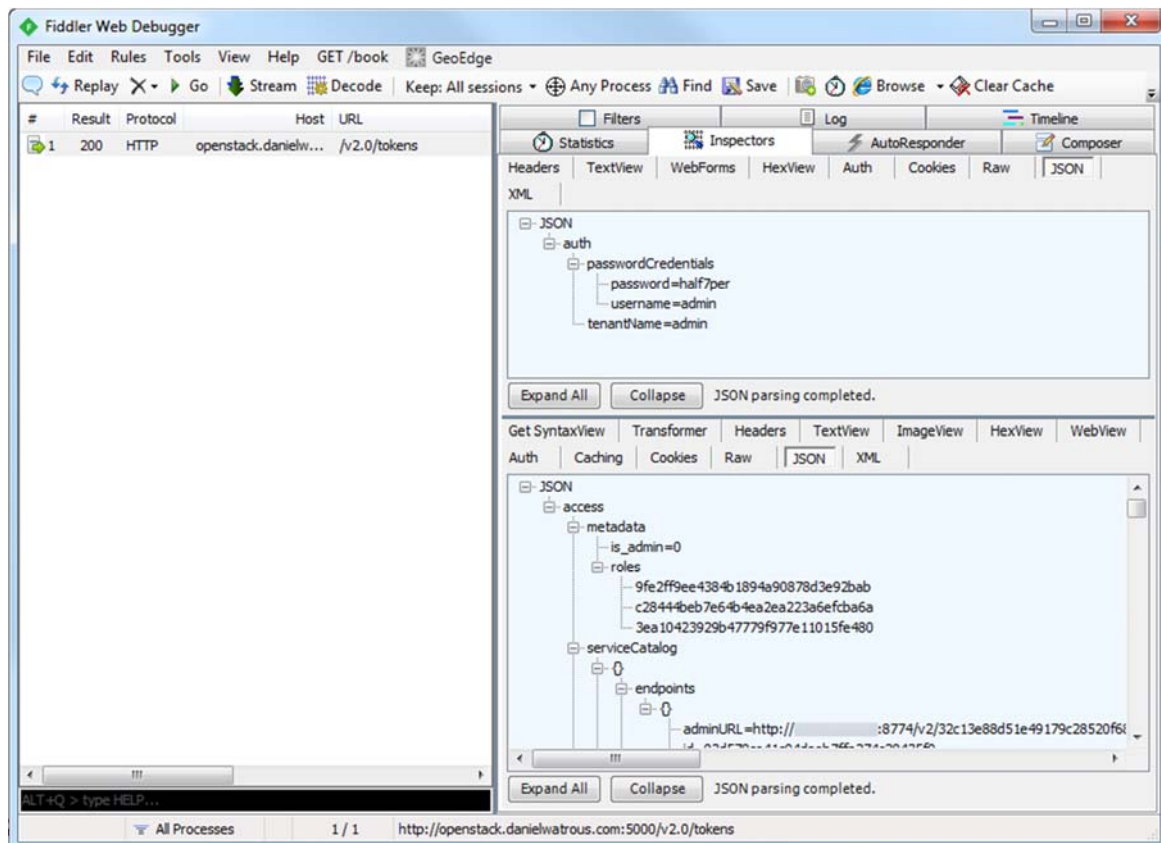 Fiddler Web Debugger
File Edit Rules Tools View Help GET /book GeoEdge
Replay Go Stream Decode Keep: All sessions Any Process Find Save Browse Clear Cache
# Result Protocol Host URL
1 200 HTTP openstack.danielw... /v2.0/tokens
Filters Log Timeline
Statistics Inspectors AutoResponder Composer
Headers TextView WebForms HexView Auth Cookies Raw JSON
XML
JSON
auth
passwordCredentials
password=half7per
username=admin
tenantName=admin
Expand All Collapse JSON parsing completed.
Get SyntaxView Transformer Headers TextView ImageView HexView WebView
Auth Caching Cookies Raw JSON XML
JSON
access
metadata
is_admin=0
roles
9fe2ff9ee4384b1894a90878d3e92bab
c28444beb7e64b4ea2ea223a6efcba6a
3ea10423929b47779f977e11015fe480
serviceCatalog
{}
endpoints
{}
adminURL=http:// :8774/v2/32c13e88d51e49179c28520f68
Expand All Collapse JSON parsing completed.
ALT+Q > type HELP...
All Processes 1 / 1 http://openstack.danielwatrous.com:5000/v2.0/tokens